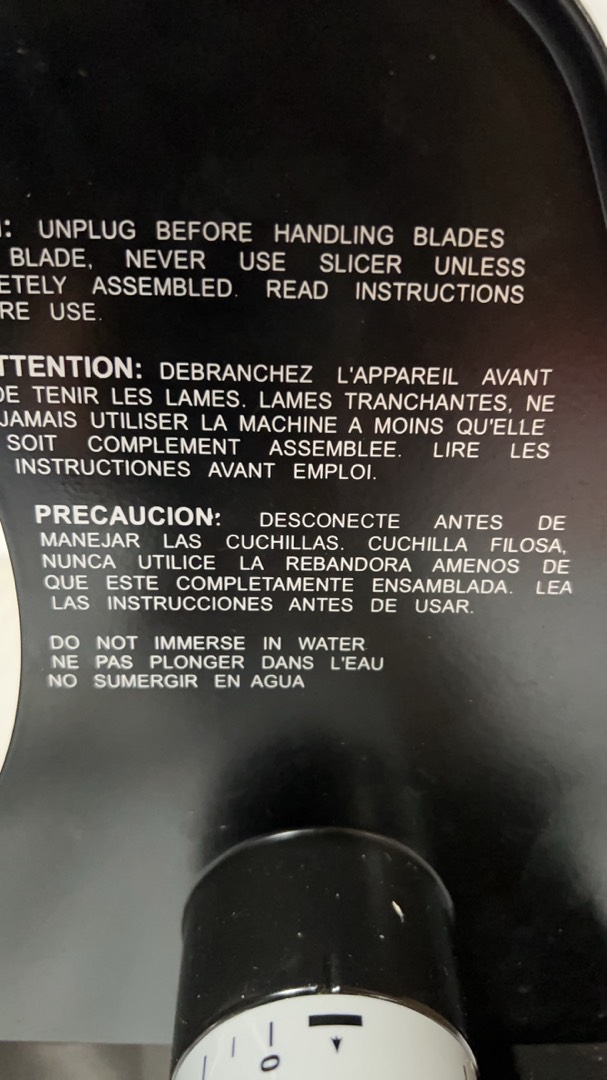 : UNPLUG BEFORE HANDLING BLADES
BLADE, NEVER USE SLICER UNLESS
ETELY ASSEMBLED. READ INSTRUCTIONS
RE USE.
TTENTION: DEBRANCHEZ L'APPAREIL AVANT
DE TENIR LES LAMES. LAMES TRANCHANTES, NE
JAMAIS UTILISER LA MACHINE A MOINS QU'ELLE
SOIT COMPLEMENT ASSEMBLEE. LIRE LES
INSTRUCTIONES AVANT EMPLOI.
PRECAUCION: DESCONECTE ANTES DE
MANEJAR LAS CUCHILLAS. CUCHILLA FILOSA,
NUNCA UTILICE LA REBANDORA AMENOS DE
QUE ESTE COMPLETAMENTE ENSAMBLADA. LEA
LAS INSTRUCCIONES ANTES DE USAR.
DO NOT IMMERSE IN WATER
NE PAS PLONGER DANS L'EAU
NO SUMERGIR EN AGUA
0